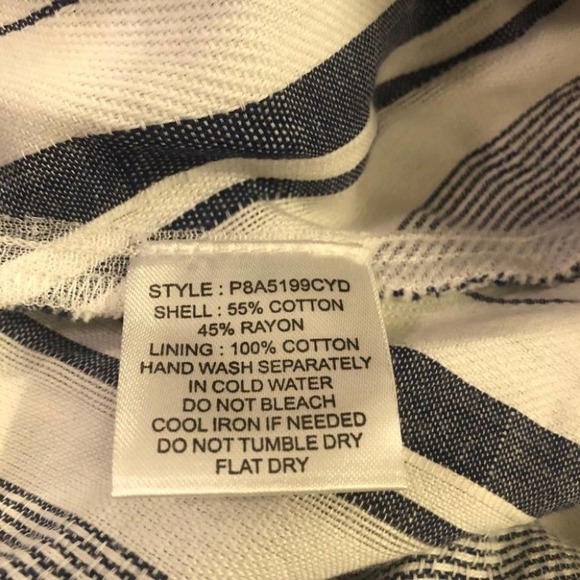 STYLE : P8A5199CYD
SHELL : 55% COTTON
45% RAYON
LINING : 100% COTTON
HAND WASH SEPARATELY
IN COLD WATER
DO NOT BLEACH
COOL IRON IF NEEDED
DO NOT TUMBLE DRY
FLAT DRY